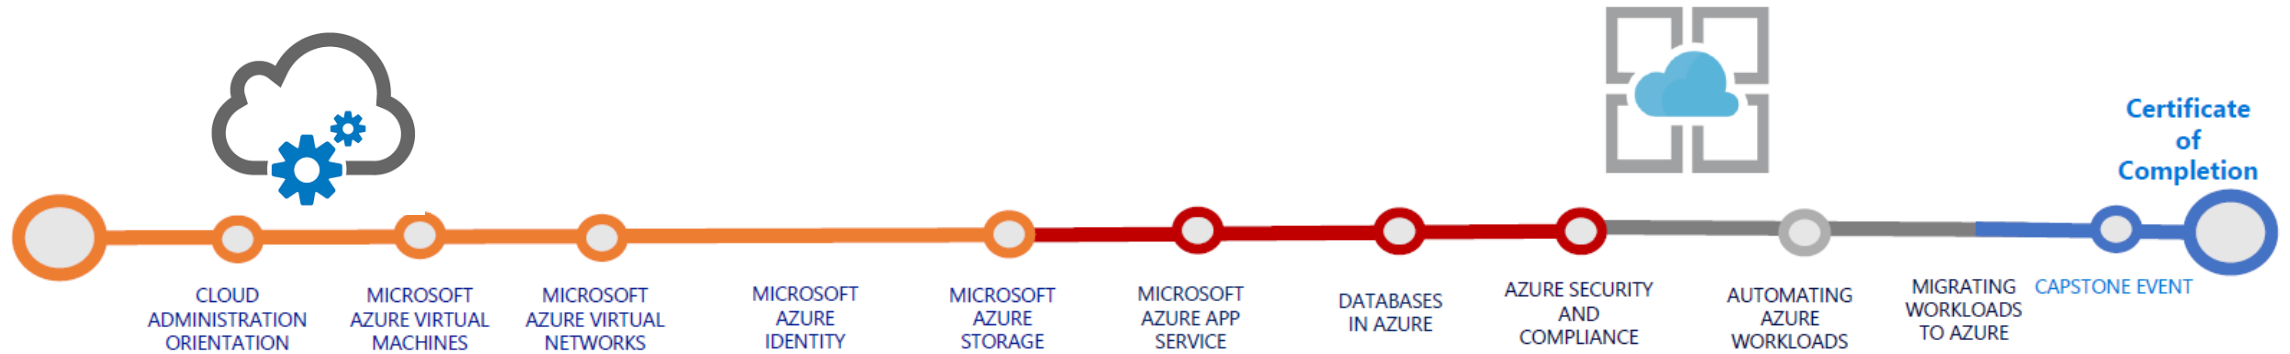 Certificate
of
Completion
CLOUD
ADMINISTRATION
ORIENTATION
MICROSOFT
AZURE VIRTUAL
MACHINES
MICROSOFT
AZURE VIRTUAL
NETWORKS
MICROSOFT
AZURE
IDENTITY
MICROSOFT
AZURE
STORAGE
MICROSOFT
AZURE APP
SERVICE
DATABASES
IN AZURE
AZURE SECURITY
AND
COMPLIANCE
AUTOMATING
AZURE
WORKLOADS
MIGRATING
WORKLOADS
TO AZURE
CAPSTONE EVENT